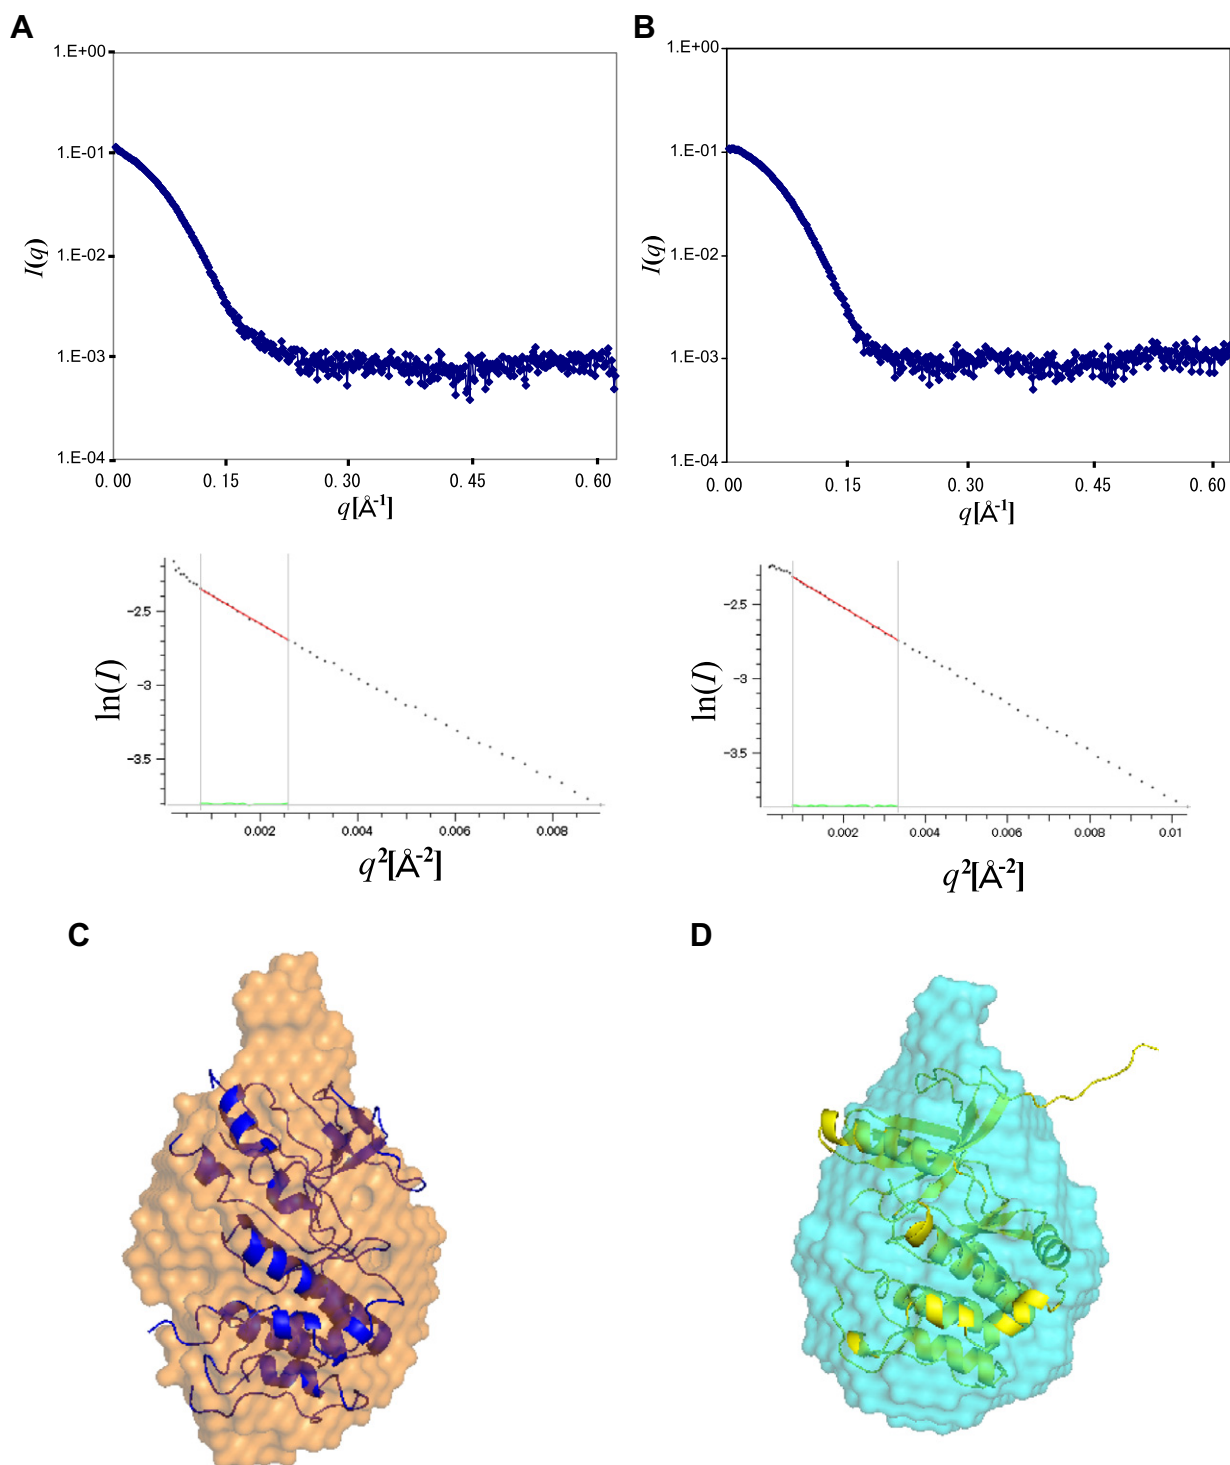 A
B
1.E+00
1.E-01
1.E-02
1.E-03
1.E-04
I(q)
0. 00
0. 15
0. 30
0. 45
0. 60
q[Å-1]
1.E+00
1.E-01
1.E-02
1.E-03
1.E-04
I(q)
0. 00
0. 15
0. 30
0. 45
0. 60
q[Å-1]
-2.5
-3
-3.5
ln(I)
0.002
0.004
0.006
0.008
q2[Å-2]
-2.5
-3
-3.5
ln(I)
0.002
0.004
0.006
0.008
0.01
q2[Å-2]
C
D